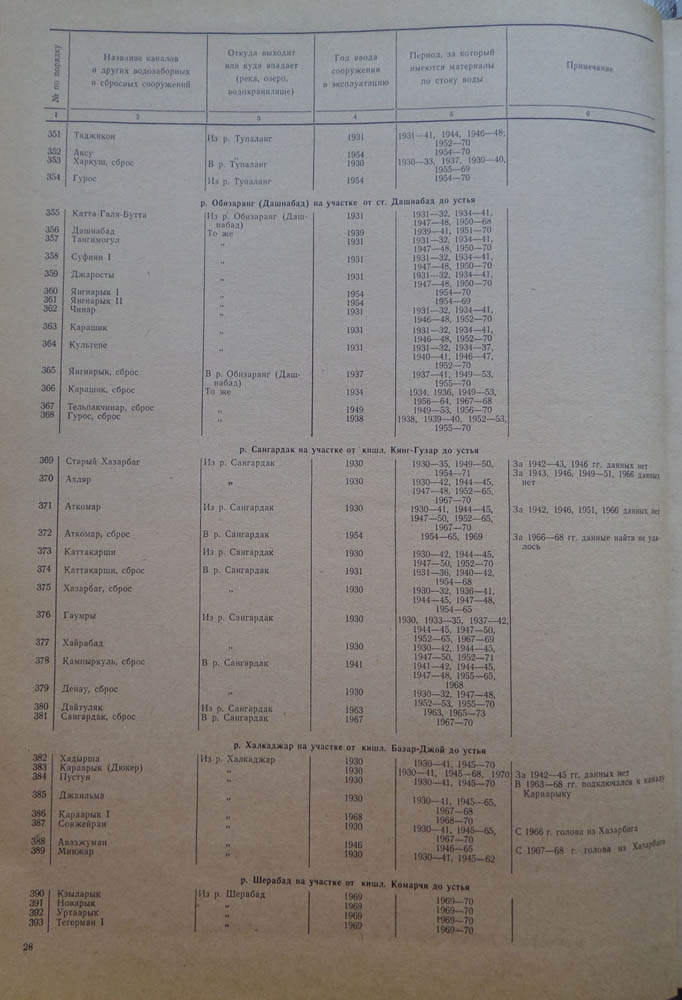 № по порядку
Название каналов
и других водозаборных
и сбросных сооружений
Откуда выходит
или куда впадает
(река, озеро,
водохранилище)
Год ввода
сооружения
в эксплуатацию
Период, за который
имеются материалы
по стоку воды
Примечание
1 2 3 4 5 6
351 Таджикон Из р. Тупаланг 1931 1931—41, 1944, 1946—48,
1952—70
352 Аксу „ 1954 1954—70
353 Харкуш, сброс В р. Тупаланг 1930 1930—33, 1937, 1939—40,
1955—69
354 Гурос Из р. Тупаланг 1954 1954—70
р. Обизаранг (Дашнабад) на участке от ст. Дашнабад до устья
355 Катта-Галя-Бутта Из р. Обизаранг (Даш- 1931 1931—32, 1934—41,
набад) 1947—48, 1950—68
356 Дашнабад То же 1939 1939—41, 1951—70
357 Тангимогул „ 1931 1931—32, 1934—41,
1947—48, 1950—70
358 Суфиян I „ 1931 1931—32, 1934—41,
1947—48, 1950—70
359 Джаросты „ 1931 1931—32, 1934—41,
1947—48, 1950—70
360 Янгиарык I „ 1954 1954—70
361 Янгиарык II „ 1954 1954—69
362 Чинар „ 1931 1931—32, 1934—41,
1946—48, 1952—70
363 Карашик „ 1931 1931—32, 1934—41,
1946—48, 1952—70
364 Культепе „ 1931 1931—32, 1934—37,
1940—41, 1946—47,
1952—70
365 Янгиарык, сброс В р. Обизаранг (Даш- 1937 1937—41, 1949—53,
набад) 1955—70
366 Карашик, сброс То же 1934 1934, 1936, 1949—53,
1956—64, 1967—68
367 Тельпакчинар, сброс „ 1949 1949—53, 1956—70
368 Гурос, сброс „ 1938 1938, 1939—40, 1952—53,
1955—70
р. Сангардак на участке от кишл. Кинг-Гузар до устья
369 Старый Хазарбаг Из р. Сангардак 1930 1930—35, 1949—50, За 1942—43, 1946 гг. данных нет
1954—71
370 Ахляр „ 1930 1930—42, 1944—45, За 1943, 1946, 1949—51, 1966 данных
1947—48, 1952—65, нет
1967—70
371 Аткомар Из р. Сангардак 1930 1930—41, 1944—45, За 1942, 1946, 1951, 1966 данных нет
1947—50, 1952—65,
1967—70
372 Аткомар, сброс В р. Сангардак 1954 1954—65, 1969 За 1966—68 гг. данные найти не уда-
лось
373 Каттакарши Из р. Сангардак 1930 1930—42, 1944—45,
1947—50, 1952—70
374 Каттакарши, сброс В р. Сангардак 1931 1931—36, 1940—42,
1954—68
375 Хазарбаг, сброс „ 1930 1930—32, 1936—41,
1944—45, 1947—48,
1954—65
376 Гаумры Из р. Сангардак 1930 1930, 1933—35, 1937—42,
1944—45, 1947—50,
1952—65, 1967—69
377 Хайрабад „ 1930 1930—42, 1944—45,
1947—50, 1952—71
378 Кампыркуль, сброс В р. Сангардак 1941 1941—42, 1944—45,
1947—48, 1955—65,
1968
379 Денау, сброс „ 1930 1930—32, 1947—48,
1952—53, 1955—70
380 Дайтуляк Из р. Сангардак 1963 1963, 1965—73
381 Сангардак, сброс В р. Сангардак 1967 1967—70
р. Халкаджар на участке от кишл. Базар-Джой до устья
382 Хадырша Из р. Халкаджар 1930 1930—41, 1945—70
383 Караарык (Дюкер) „ 1930 1930—41, 1945—68, 1970 За 1942—45 гг. данных нет
384 Пустун „ 1930 1930—41, 1945—70 В 1963—68 гг. подключался к каналу
Караарыку
385 Джаильма „ 1930 1930—41, 1945—65,
1967—68
386 Караарык I „ 1968 1968—70
387 Совжейран „ 1930 1930—41, 1945—65, С 1966 г. голова из Хазарбага
1967—70
388 Авазжуман „ 1946 1946—65
389 Минжар „ 1930 1930—41, 1945—62 С 1967—68 г. голова из Хазарбага
р. Шерабад на участке от кишл. Комарчи до устья
390 Кзыларык Из р. Шерабад 1969 1969—70
391 Новарык „ „ 1969 1969—70
392 Уртаарык „ 1969 1969—70
393 Тегерман I „ 1969 1969—70
28